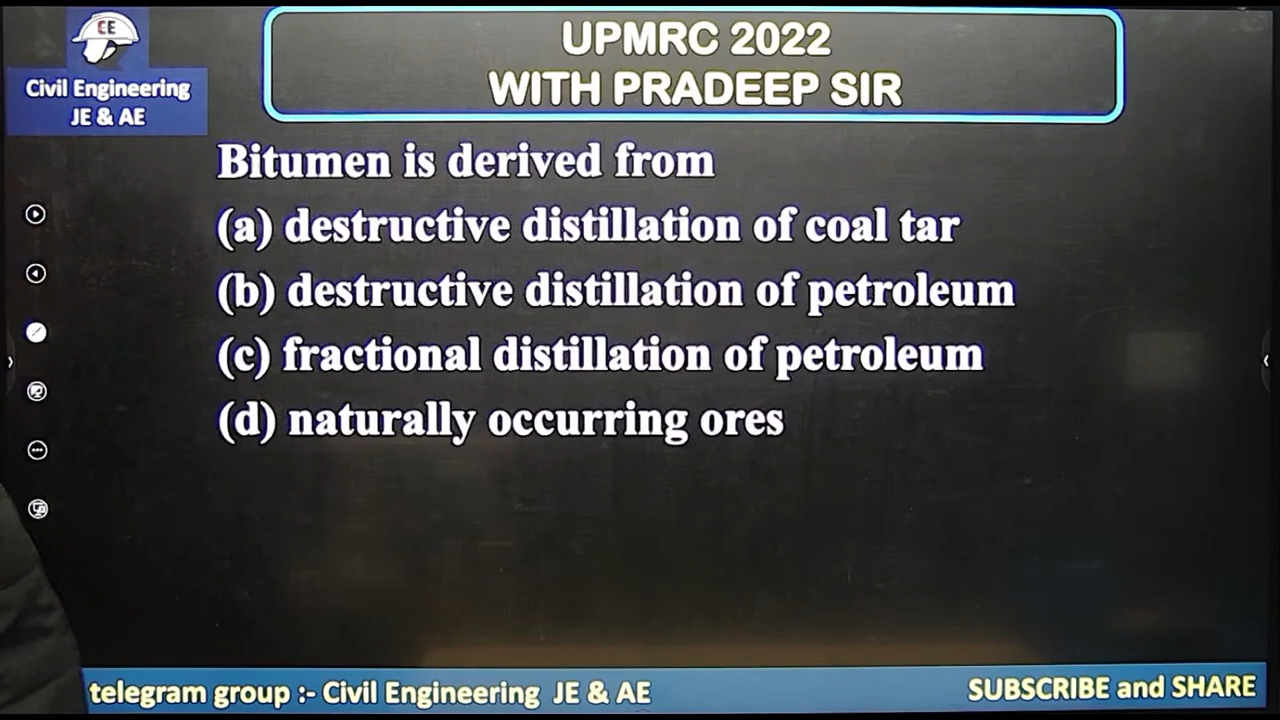 CE
Civil Engineering
JE & AE
UPMRC 2022
WITH PRADEEP SIR
Bitumen is derived from
(a) destructive distillation of coal tar
(b) destructive distillation of petroleum
(c) fractional distillation of petroleum
(d) naturally occurring ores
telegram group :- Civil Engineering JE & AE
SUBSCRIBE and SHARE